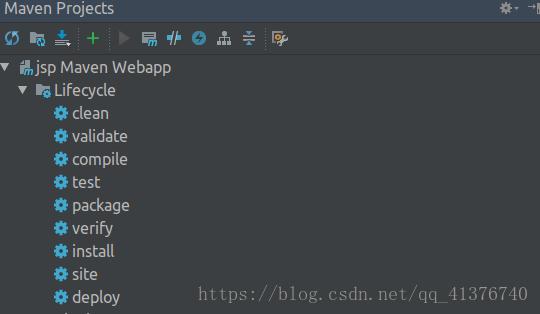 Maven Projects
jsp Maven Webapp
Lifecycle
clean
validate
compile
test
package
verify
install
site
deploy
https://blog.csdn.net/qq_41376740